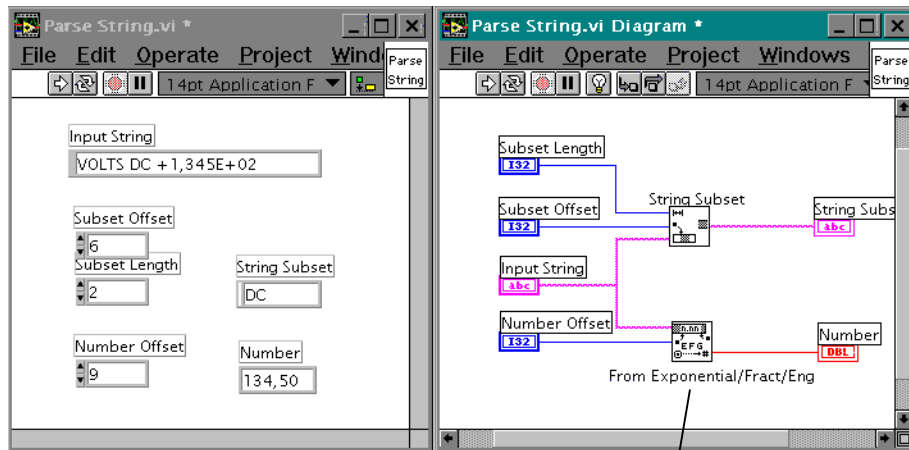 Parse String.vi *
File Edit Operate Project Wind
Parse
String
14pt Application F
Input String
VOLTS DC +1,345E+02
Subset Offset
6
Subset Length
2
String Subset
DC
Number Offset
9
Number
134,50
Parse String.vi Diagram *
File Edit Operate Project Windows
Parse
String
14pt Application F
Subset Length
I32
Subset Offset
I32
String Subset
String Subs
abc
Input String
abc
Number Offset
I32
n.nn
EFG
#
Number
DBL
From Exponential/Fract/Eng